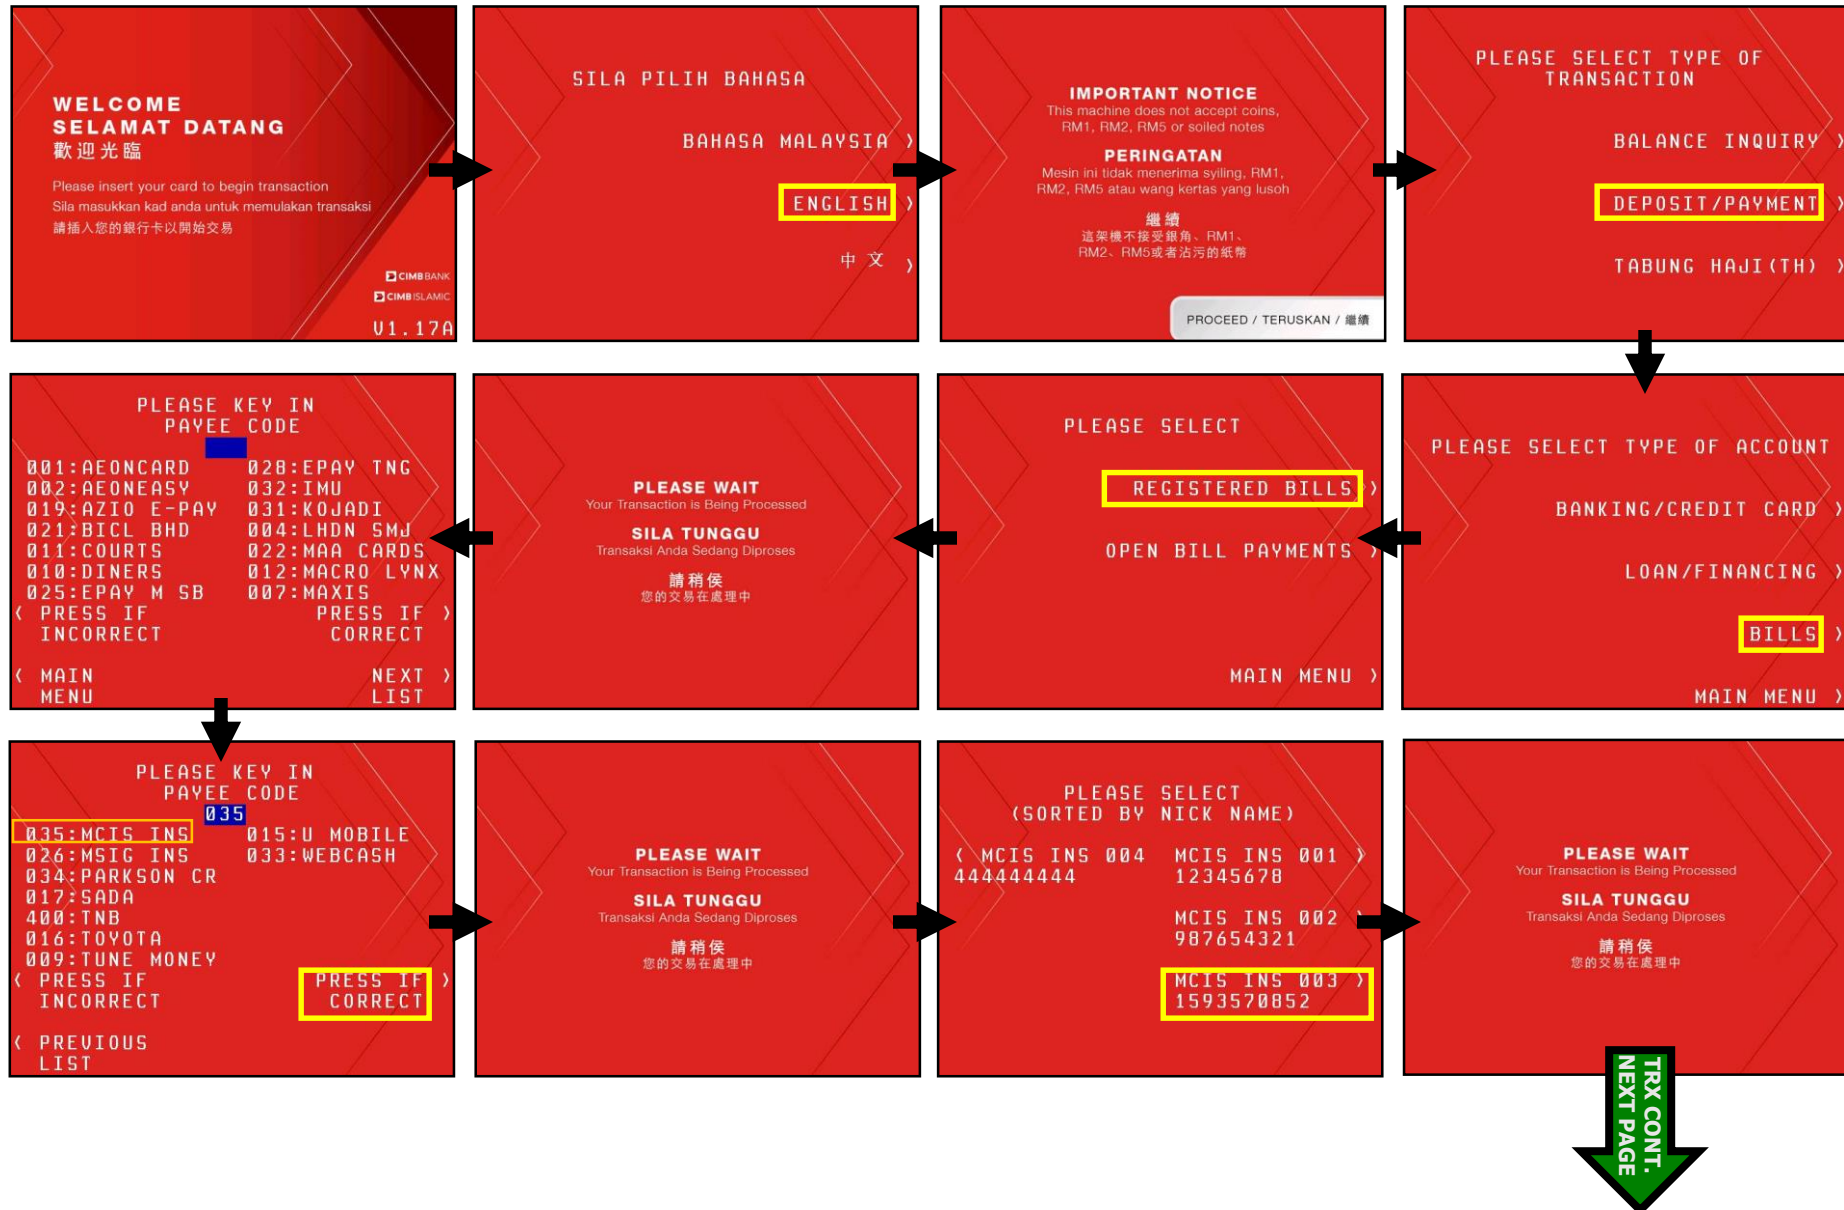 WELCOME
SELAMAT DATANG
歡迎光臨
Please insert your card to begin transaction
Sila masukkan kad anda untuk memulakan transaksi
請插入您的銀行卡以開始交易
CIMB BANK
CIMB ISLAMIC
V1.17A
SILA PILIH BAHASA
BAHASA MALAYSIA >
ENGLISH >
中文 >
IMPORTANT NOTICE
This machine does not accept coins,
RM1, RM2, RM5 or soiled notes
PERINGATAN
Mesin ini tidak menerima syiling, RM1,
RM2, RM5 atau wang kertas yang lusoh
繼續
這架機不接受銀角、RM1、
RM2、RM5或者沾污的紙幣
PROCEED / TERUSKAN / 繼續
PLEASE SELECT TYPE OF
TRANSACTION
BALANCE INQUIRY >
DEPOSIT/PAYMENT >
TABUNG HAJI(TH) >
PLEASE SELECT TYPE OF ACCOUNT
BANKING/CREDIT CARD >
LOAN/FINANCING >
BILLS >
MAIN MENU >
PLEASE SELECT
REGISTERED BILLS >
OPEN BILL PAYMENTS >
MAIN MENU >
PLEASE WAIT
Your Transaction is Being Processed
SILA TUNGGU
Transaksi Anda Sedang Diproses
請稍侯
您的交易在處理中
PLEASE KEY IN
PAYEE CODE
001:AEONCARD 028:EPAY TNG
002:AEONEASY 032:IMU
019:AZIO E-PAY 031:KOJADI
021:BICL BHD 004:LHDN SMJ
011:COURTS 022:MAA CARDS
010:DINERS 012:MACRO LYNX
025:EPAY M SB 007:MAXIS
< PRESS IF PRESS IF >
INCORRECT CORRECT
< MAIN NEXT >
MENU LIST
PLEASE KEY IN
PAYEE CODE
035
035:MCIS INS 015:U MOBILE
026:MSIG INS 033:WEBCASH
034:PARKSON CR
017:SADA
400:TNB
016:TOYOTA
009:TUNE MONEY
< PRESS IF PRESS IF >
INCORRECT CORRECT
< PREVIOUS
LIST
PLEASE WAIT
Your Transaction is Being Processed
SILA TUNGGU
Transaksi Anda Sedang Diproses
請稍侯
您的交易在處理中
PLEASE SELECT
(SORTED BY NICK NAME)
< MCIS INS 004 MCIS INS 001 >
444444444 12345678
MCIS INS 002 >
987654321
MCIS INS 003 >
1593570852
PLEASE WAIT
Your Transaction is Being Processed
SILA TUNGGU
Transaksi Anda Sedang Diproses
請稍侯
您的交易在處理中
TRX CONT.
NEXT PAGE